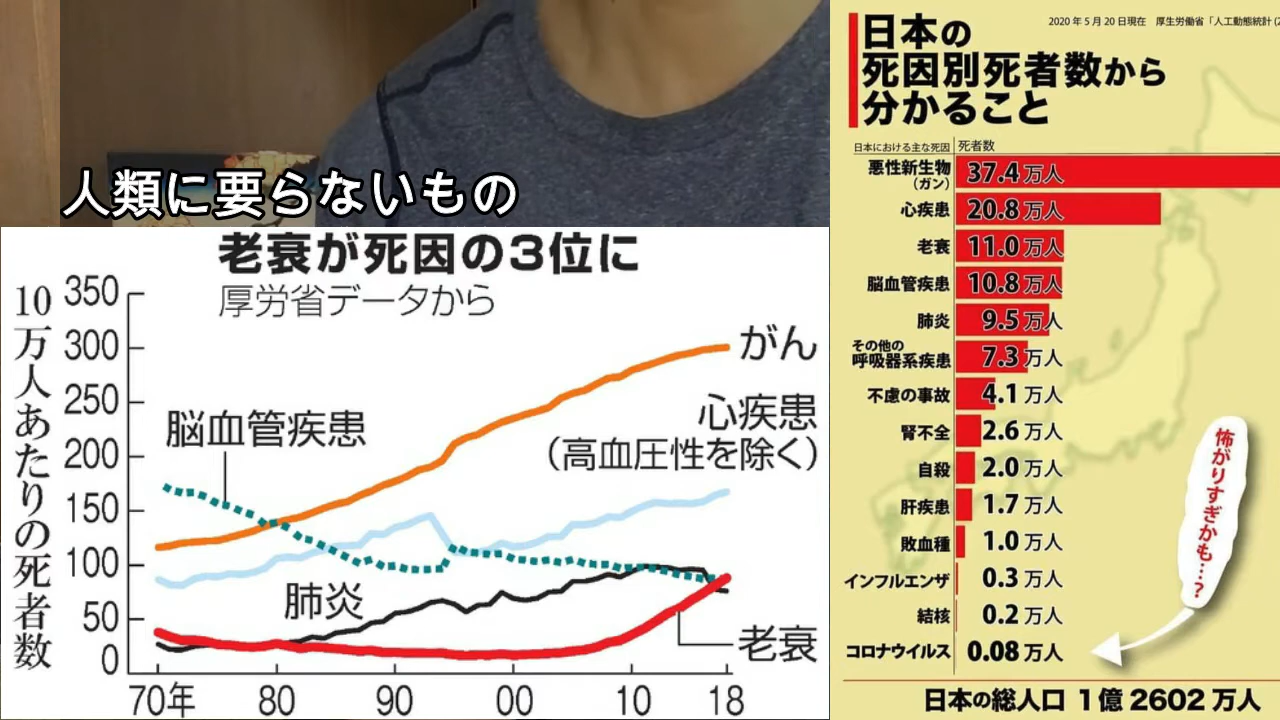 人類に要らないもの
老衰が死因の3位に
厚労省データから
10万人あたりの死者数
350
300
250
200
150
100
50
0
がん
心疾患
(高血圧性を除く)
脳血管疾患
肺炎
老衰
70年 80 90 00 10 18
2020年5月20日現在 厚生労働省「人工動態統計(2
日本の
死因別死者数から
分かること
日本における主な死因 死者数
悪性新生物
(ガン)
37.4万人
心疾患 20.8万人
老衰 11.0万人
脳血管疾患 10.8万人
肺炎 9.5万人
その他の
呼吸器系疾患 7.3万人
不慮の事故 4.1万人
腎不全 2.6万人
自殺 2.0万人
肝疾患 1.7万人
敗血種 1.0万人
インフルエンザ 0.3万人
結核 0.2万人
コロナウイルス 0.08万人
怖がりすぎかも…?
日本の総人口 1億2602万人